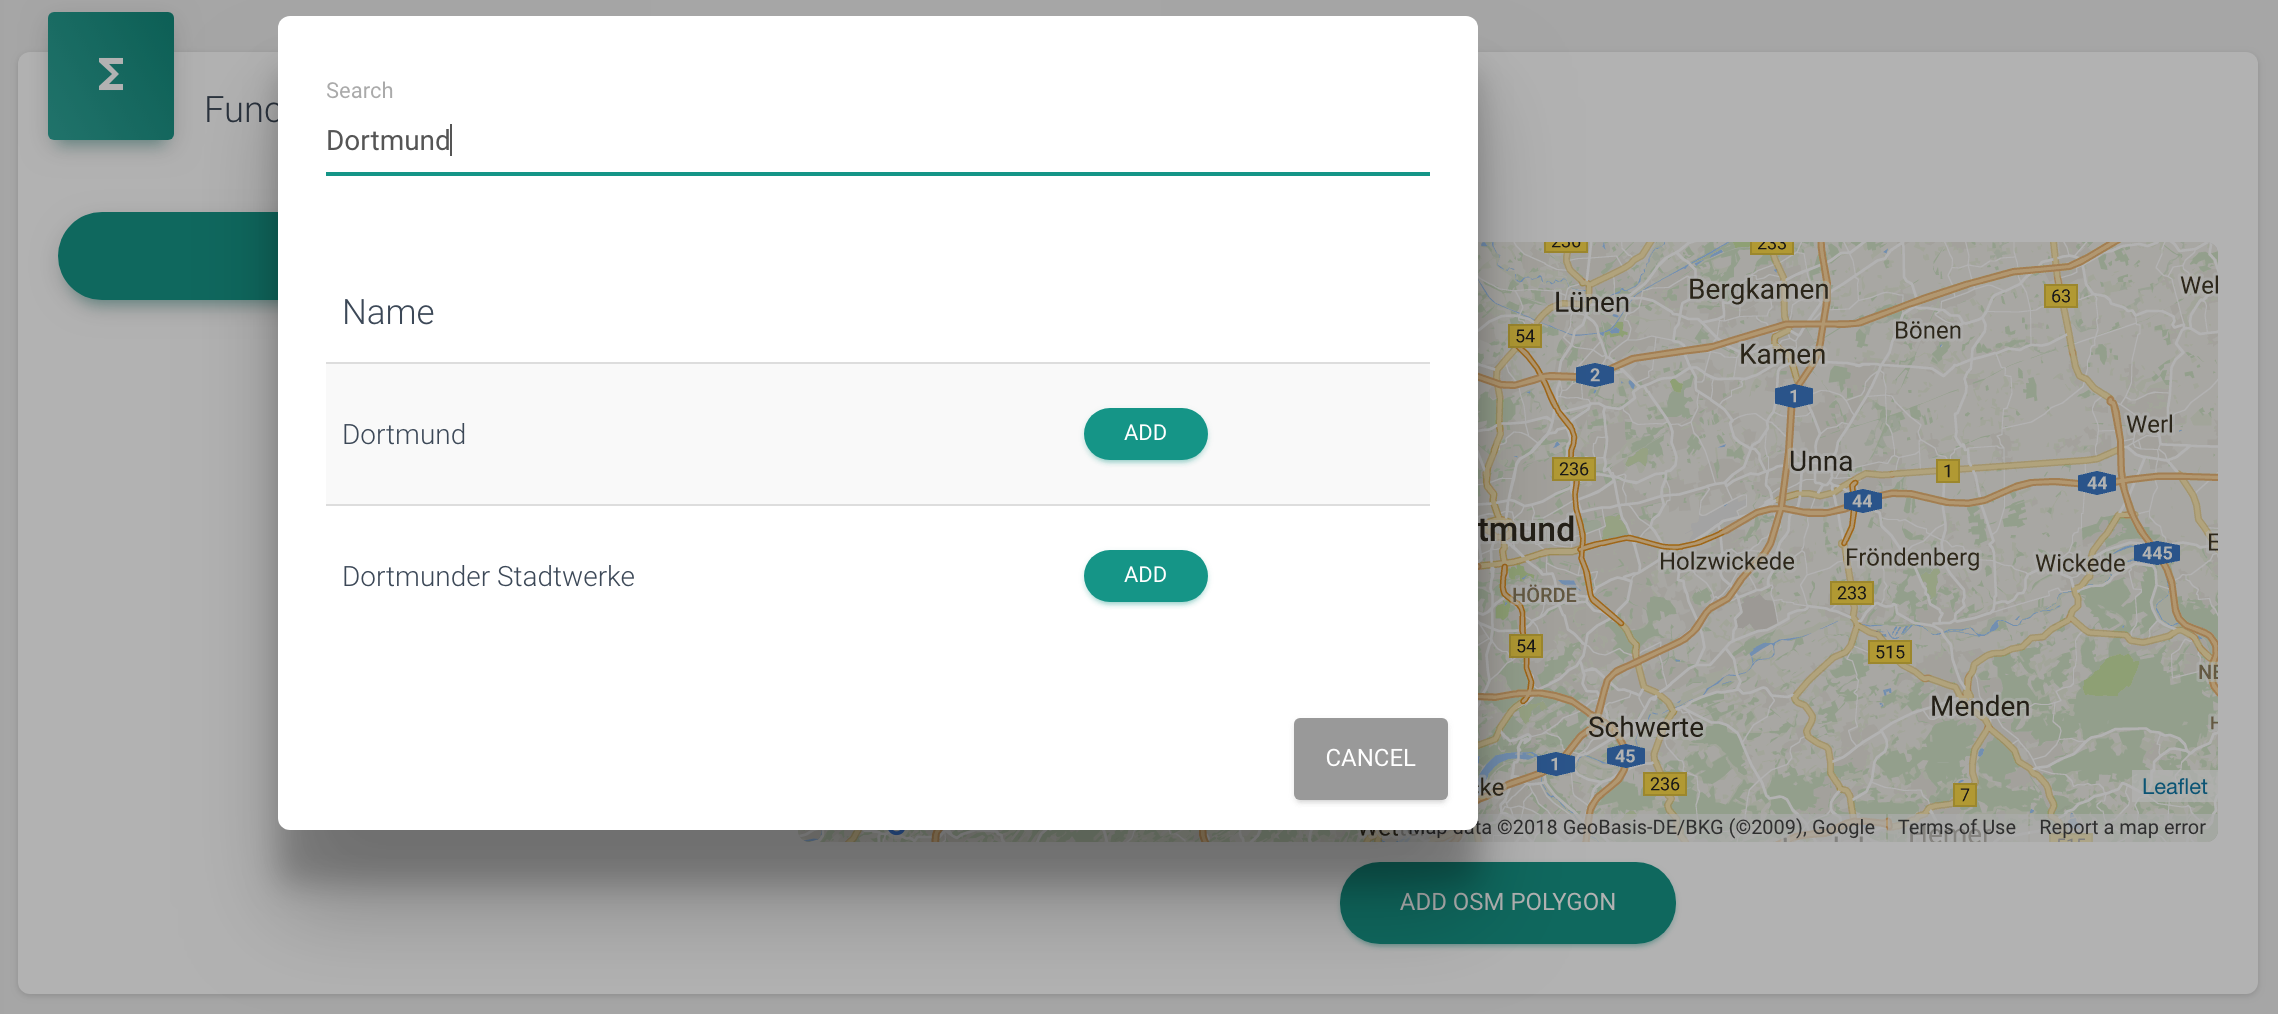 Σ
Func
Search
Dortmund
Name
Dortmund ADD
Dortmunder Stadtwerke ADD
CANCEL
236
233
Wel
Lünen
Bergkamen
63
54
Bönen
Kamen
2
1
Werl
Unna
236
1
44
44
tmund
Holzwickede
Fröndenberg
Wickede
445
E
HÖRDE
233
54
515
NE
Menden
H
Schwerte
1
45
236
7
ke
Leaflet
Wet
Map data ©2018 GeoBasis-DE/BKG (©2009), Google
Terms of Use
Report a map error
Hemer
515
ADD OSM POLYGON